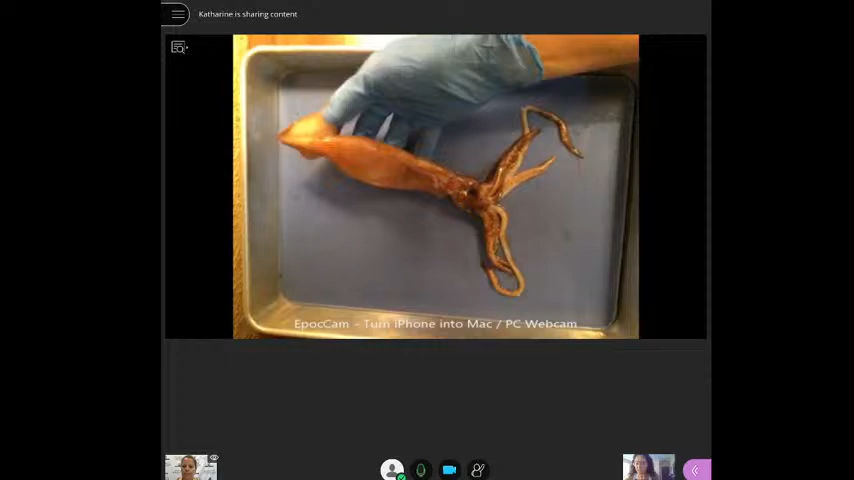 Katharine is sharing content
EpocCam - Turn iPhone into Mac / PC Webcam